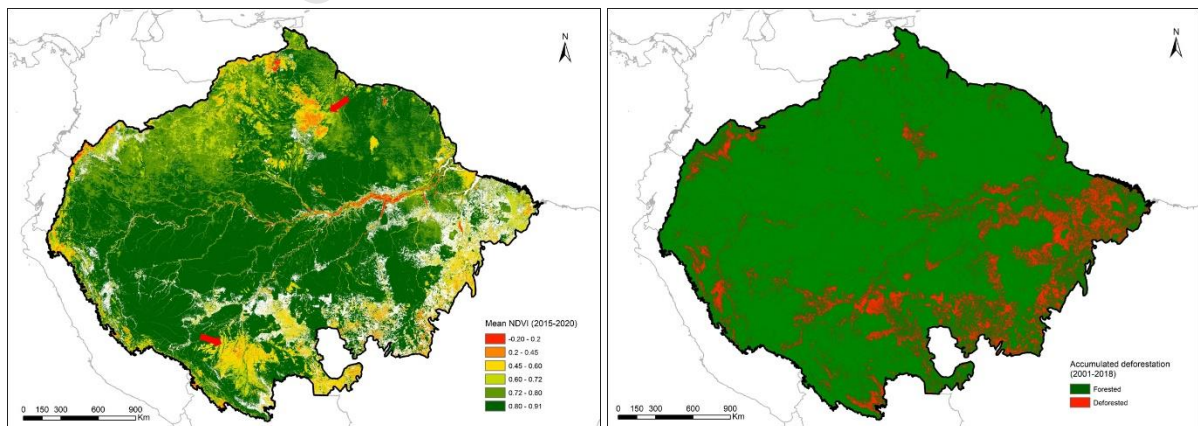 N
Mean NDVI (2015-2020)
-0.20 - 0.2
0.2 - 0.45
0.45 - 0.60
0.60 - 0.72
0.72 - 0.80
0.80 - 0.91
0 150 300 600 900
Km
N
Accumulated deforestation
(2001-2018)
Forested
Deforested
0 150 300 600 900
Km